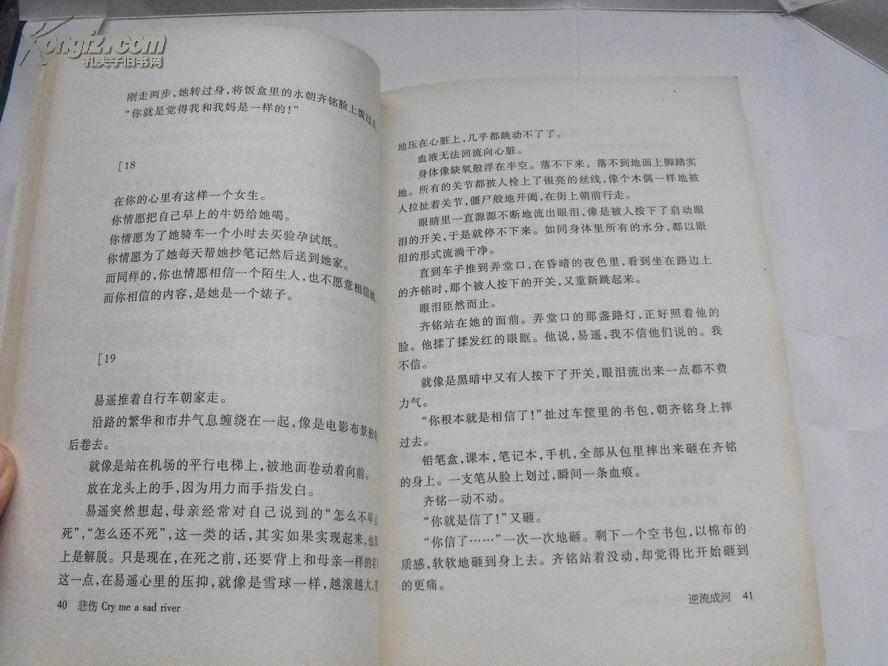 Kongfz.com
孔夫子旧书网
刚走两步，她转过身，将饭盒里的水朝齐铭脸上泼过去
“你就是觉得我和我妈是一样的！”
[18
在你的心里有这样一个女生。
你情愿把自己早上的牛奶给她喝。
你情愿为了她骑车一个小时去买验孕试纸。
你情愿为了她每天帮她抄笔记然后送到她家。
而同样的，你也情愿相信一个陌生人，也不愿意相信她
而你相信的内容，是她是一个婊子。
[19
易遥推着自行车朝家走。
沿路的繁华和市井气息缠绕在一起，像是电影布景般的
后卷去。
就像是站在机场的平行电梯上，被地面卷动着向前。
放在龙头上的手，因为用力而手指发白。
易遥突然想起，母亲经常对自己说到的“怎么不早点
死”，“怎么还不死”，这一类的话，其实如果实现起来，也
上是解脱。只是现在，在死之前，还要背上和母亲一样的名
这一点，在易遥心里的压抑，就像是雪球一样，越滚越大，
40 悲伤 Cry me a sad river
地压在心脏上，几乎都跳动不了了。
血液无法回流向心脏。
身体像缺氧般浮在半空。落不下来。落不到地面上脚踏实
地。所有的关节都被人栓上了银亮的丝线，像个木偶一样地被
人拉扯着关节，僵尸般地开阖，在街上朝前行走。
眼睛里一直源源不断地流出眼泪，像是被人按下了启动眼
泪的开关，于是就停不下来。如同身体里所有的水分，都以眼
泪的形式流淌干净。
直到车子推到弄堂口，在昏暗的夜色里，看到坐在路边上
的齐铭时，那个被人按下的开关，又重新跳起来。
眼泪匝然而止。
齐铭站在她的面前。弄堂口的那盏路灯，正好照着他的
脸。他揉了揉发红的眼眶。他说，易遥，我不信他们说的。我
不信。
就像是黑暗中又有人按下了开关，眼泪流出来一点都不费
力气。
“你根本就是相信了！”扯过车筐里的书包，朝齐铭身上摔
过去。
铅笔盒，课本，笔记本，手机，全部从包里摔出来砸在齐铭
的身上。一支笔从脸上划过，瞬间一条血痕。
齐铭一动不动。
“你就是信了！”又砸。
“你信了……”一次一次地砸。剩下一个空书包，以棉布的
质感，软软地砸到身上去。齐铭站着没动，却觉得比开始砸到
的更痛。
逆流成河 41